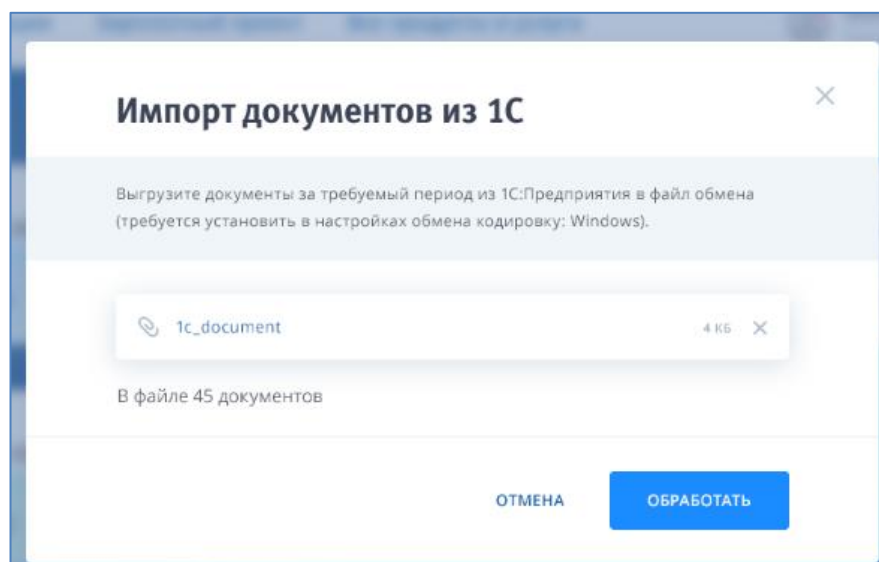 Импорт документов из 1С
Выгрузите документы за требуемый период из 1С:Предприятия в файл обмена
(требуется установить в настройках обмена кодировку: Windows).
1c_document
4 КБ
В файле 45 документов
ОТМЕНА
ОБРАБОТАТЬ